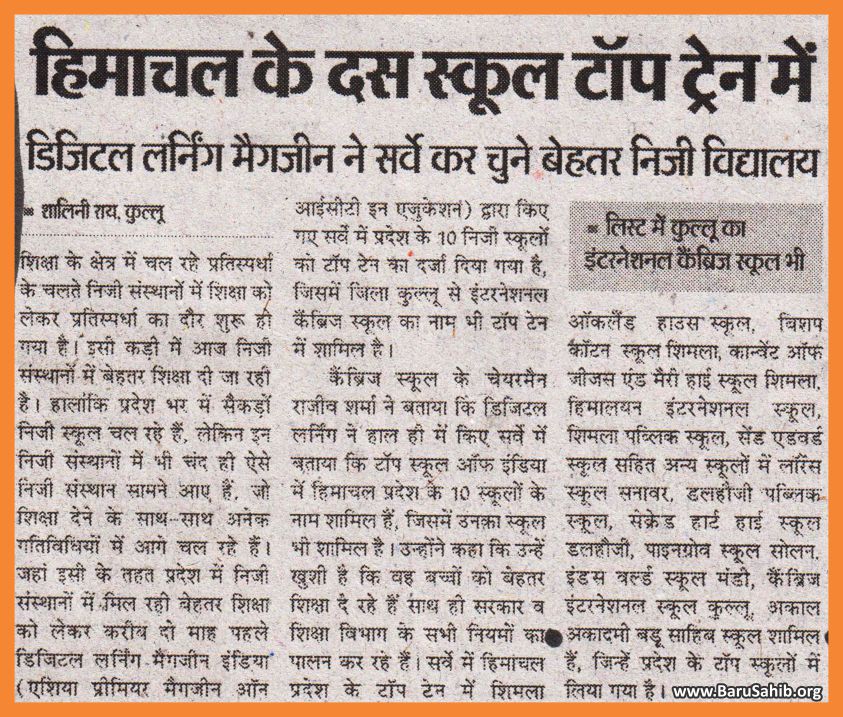 हिमाचल के दस स्कूल टॉप ट्रेन में
डिजिटल लर्निंग मैगजीन ने सर्वे कर चुने बेहतर निजी विद्यालय
शालिनी राय, कुल्लू
शिक्षा के क्षेत्र में चल रहे प्रतिस्पर्धा
के चलते निजी संस्थानों में शिक्षा को
लेकर प्रतिस्पर्धा का दौर शुरू हो
गया है। इसी कड़ी में आज निजी
संस्थानों में बेहतर शिक्षा दी जा रही
है। हालांकि प्रदेश भर में सैकड़ों
निजी स्कूल चल रहे हैं, लेकिन इन
निजी संस्थानों में भी चंद ही ऐसे
निजी संस्थान सामने आए हैं, जो
शिक्षा देने के साथ-साथ अनेक
गतिविधियों में आगे चल रहे हैं।
जहां इसी के तहत प्रदेश में निजी
संस्थानों में मिल रही बेहतर शिक्षा
को लेकर करीब दो माह पहले
डिजिटल लर्निंग मैगजीन इंडिया
(एशिया प्रीमियर मैगजीन ऑन
आईसीटी इन एजुकेशन) द्वारा किए
गए सर्वे में प्रदेश के 10 निजी स्कूलों
को टॉप टेन का दर्जा दिया गया है,
जिसमें जिला कुल्लू से इंटरनेशनल
कैंब्रिज स्कूल का नाम भी टॉप टेन
में शामिल है।
कैंब्रिज स्कूल के चेयरमैन
राजीव शर्मा ने बताया कि डिजिटल
लर्निंग ने हाल ही में किए सर्वे में
बताया कि टॉप स्कूल ऑफ इंडिया
में हिमाचल प्रदेश के 10 स्कूलों के
नाम शामिल हैं, जिसमें उनका स्कूल
भी शामिल है। उन्होंने कहा कि उन्हें
खुशी है कि वह बच्चों को बेहतर
शिक्षा दे रहे हैं साथ ही सरकार व
शिक्षा विभाग के सभी नियमों का
पालन कर रहे हैं। सर्वे में हिमाचल
प्रदेश के टॉप टेन में शिमला
लिस्ट में कुल्लू का
इंटरनेशनल कैंब्रिज स्कूल भी
ऑकलैंड हाउस स्कूल, बिशप
कॉटन स्कूल शिमला, कान्वेंट ऑफ
जीजस एंड मैरी हाई स्कूल शिमला,
हिमालयन इंटरनेशनल स्कूल,
शिमला पब्लिक स्कूल, सेंड एडवर्ड
स्कूल सहित अन्य स्कूलों में लॉरेंस
स्कूल सनावर, डलहौजी पब्लिक
स्कूल, सेक्रेड हार्ट हाई स्कूल
डलहौजी, पाइनग्रोव स्कूल सोलन,
इंडस वर्ल्ड स्कूल मंडी, कैंब्रिज
इंटरनेशनल स्कूल कुल्लू, अकाल
अकादमी बडू साहिब स्कूल शामिल
हैं, जिन्हें प्रदेश के टॉप स्कूलों में
लिया गया है।
www.BaruSahib.org